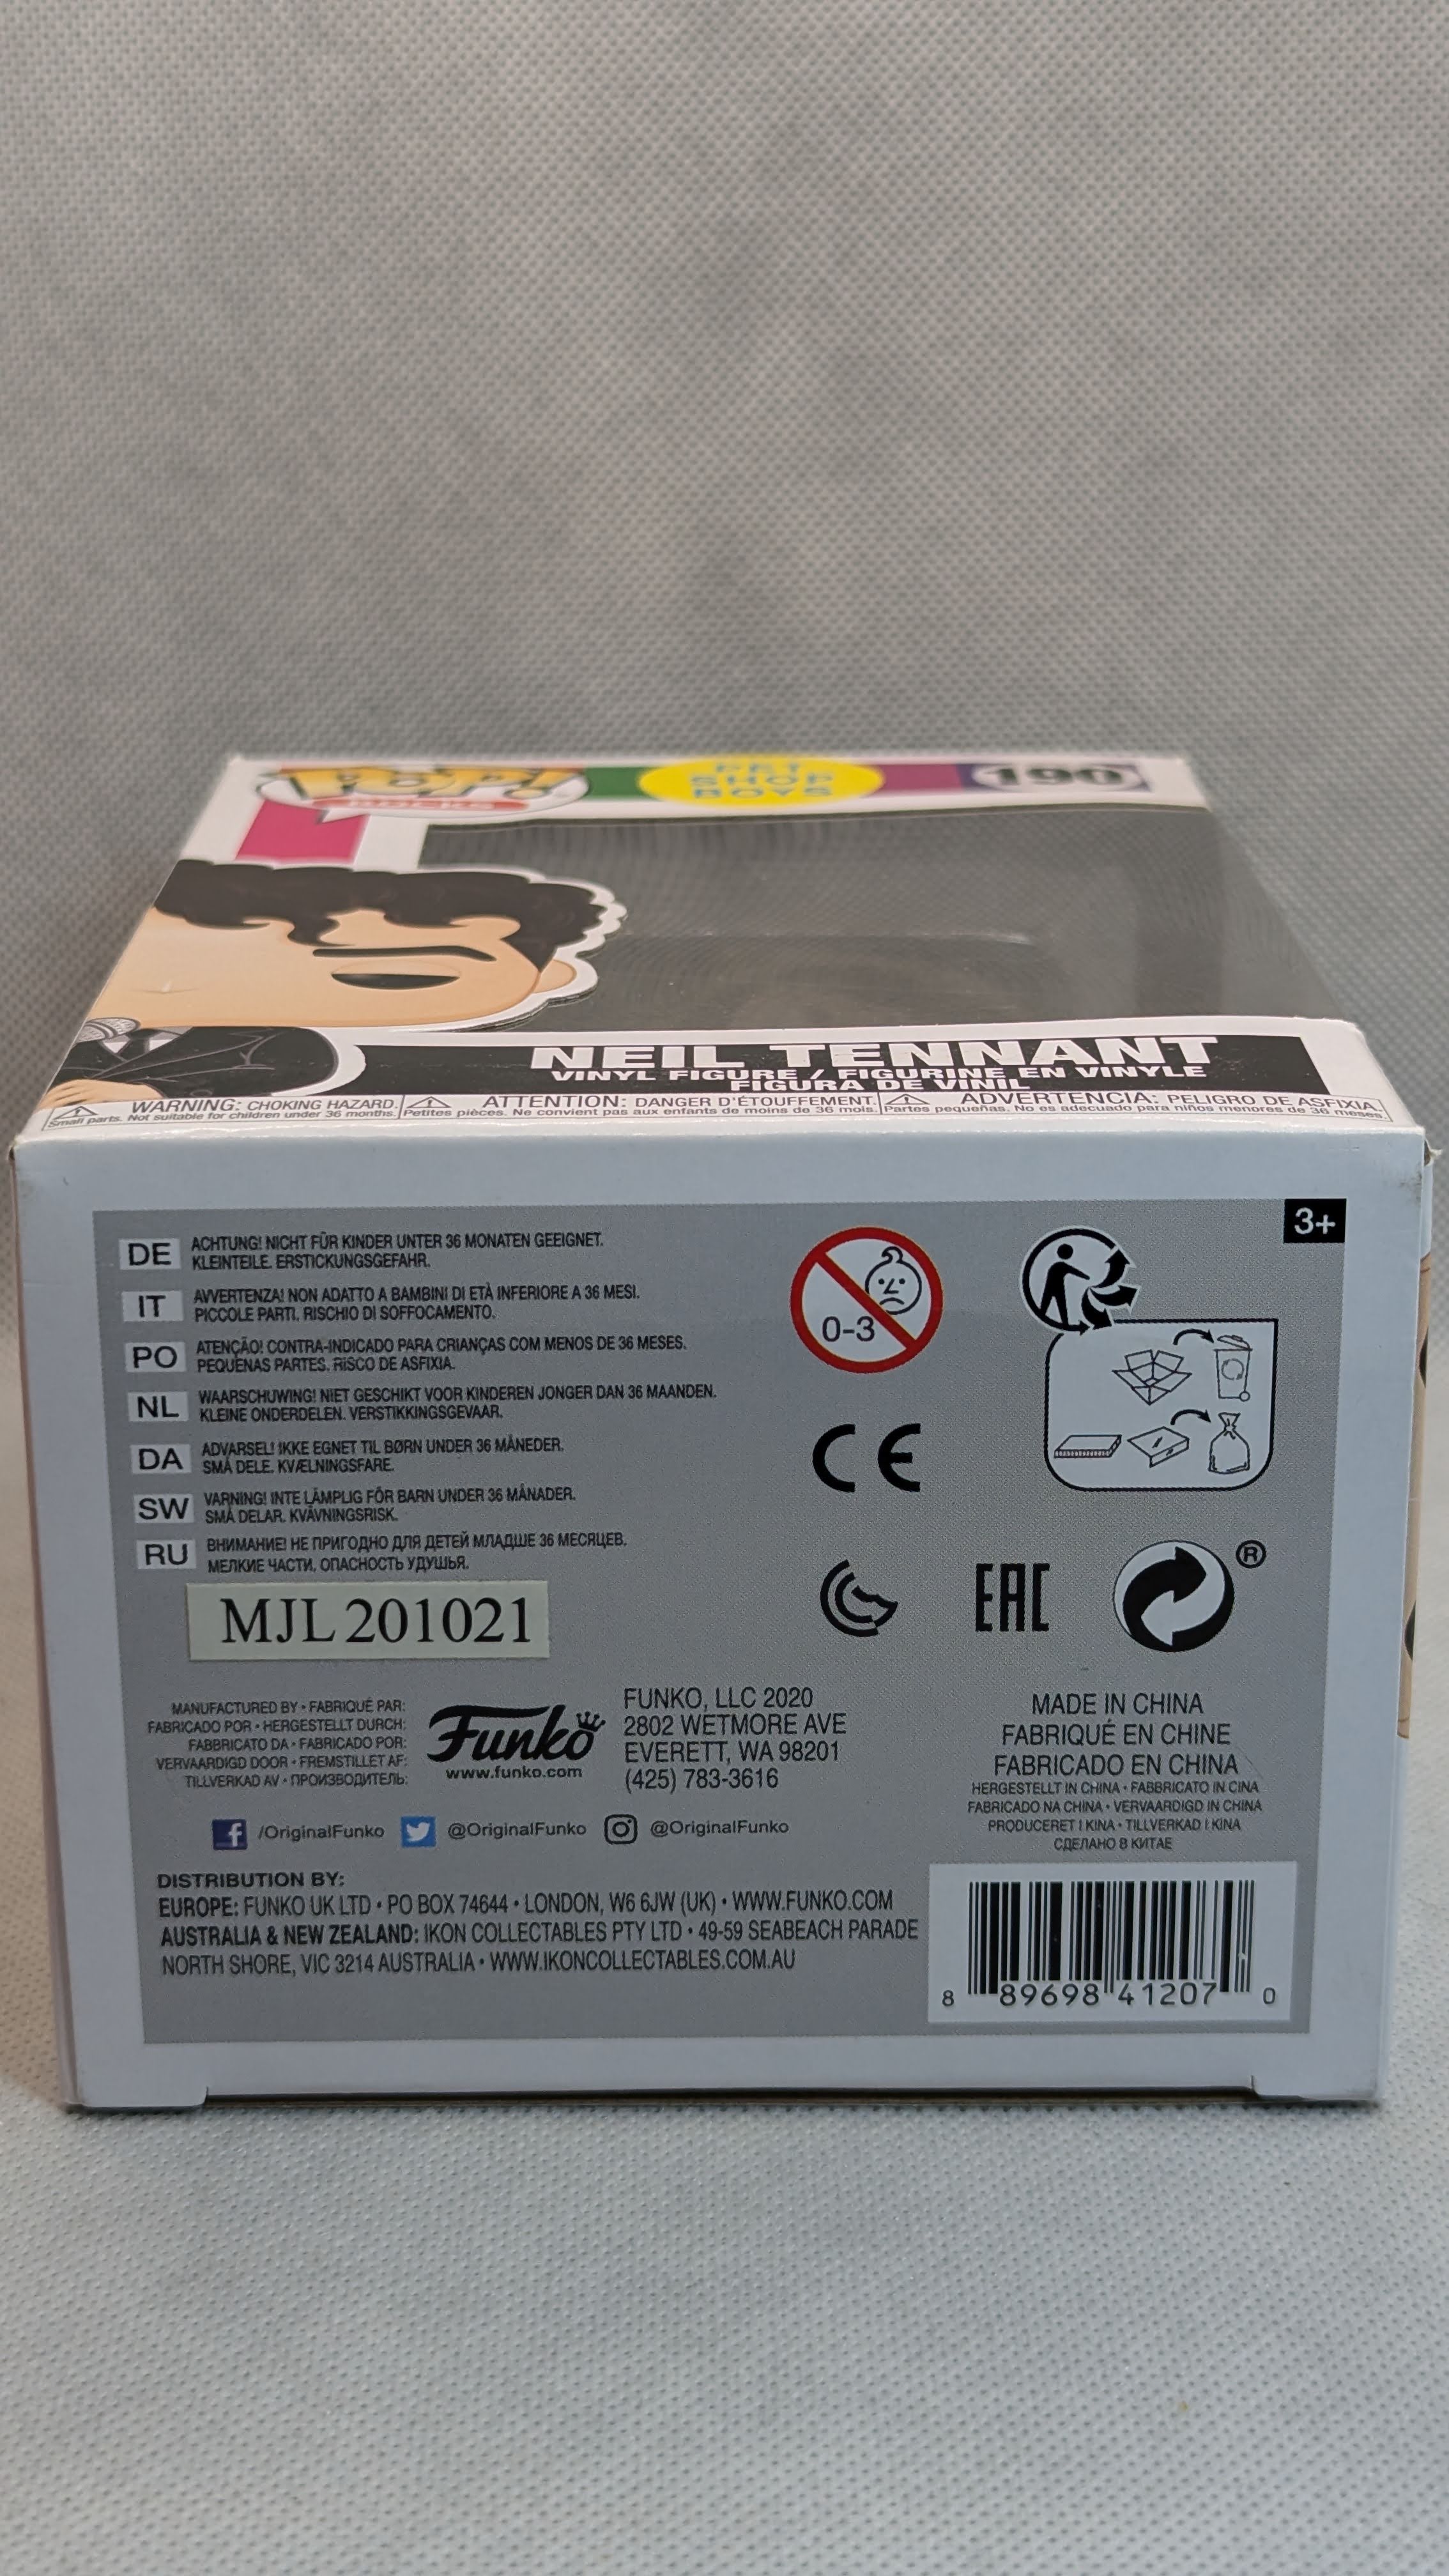 POP!
ROCKS
PET
SHOP
BOYS
190
NEIL TENNANT
VINYL FIGURE / FIGURINE EN VINYLE
FIGURA DE VINIL
WARNING: CHOKING HAZARD.
Small parts. Not suitable for children under 36 months.
ATTENTION: DANGER D'ÉTOUFFEMENT.
Petites pièces. Ne convient pas aux enfants de moins de 36 mois.
ADVERTENCIA: PELIGRO DE ASFIXIA.
Partes pequeñas. No es adecuado para niños menores de 36 meses.
3+
DE ACHTUNG! NICHT FÜR KINDER UNTER 36 MONATEN GEEIGNET.
KLEINTEILE. ERSTICKUNGSGEFAHR.
IT AVVERTENZA! NON ADATTO A BAMBINI DI ETÀ INFERIORE A 36 MESI.
PICCOLE PARTI. RISCHIO DI SOFFOCAMENTO.
PO ATENÇÃO! CONTRA-INDICADO PARA CRIANÇAS COM MENOS DE 36 MESES.
PEQUENAS PARTES. RISCO DE ASFIXIA.
NL WAARSCHUWING! NIET GESCHIKT VOOR KINDEREN JONGER DAN 36 MAANDEN.
KLEINE ONDERDELEN. VERSTIKKINGSGEVAAR.
DA ADVARSEL! IKKE EGNET TIL BØRN UNDER 36 MÅNEDER.
SMÅ DELE. KVÆLNINGSFARE.
SW VARNING! INTE LÄMPLIG FÖR BARN UNDER 36 MÅNADER.
SMÅ DELAR. KVÄVNINGSRISK.
RU ВНИМАНИЕ! НЕ ПРИГОДНО ДЛЯ ДЕТЕЙ МЛАДШЕ 36 МЕСЯЦЕВ.
МЕЛКИЕ ЧАСТИ. ОПАСНОСТЬ УДУШЬЯ.
0-3
CE
EAC
®
MJL 201021
MANUFACTURED BY • FABRIQUÉ PAR:
FABRICADO POR • HERGESTELLT DURCH:
FABBRICATO DA • FABRICADO POR:
VERVAARDIGD DOOR • FREMSTILLET AF:
TILLVERKAD AV • ПРОИЗВОДИТЕЛЬ:
Funko
www.funko.com
FUNKO, LLC 2020
2802 WETMORE AVE
EVERETT, WA 98201
(425) 783-3616
MADE IN CHINA
FABRIQUÉ EN CHINE
FABRICADO EN CHINA
HERGESTELLT IN CHINA • FABBRICATO IN CINA
FABRICADO NA CHINA • VERVAARDIGD IN CHINA
PRODUCERET I KINA • TILLVERKAD I KINA
СДЕЛАНО В КИТАЕ
/OriginalFunko @OriginalFunko @OriginalFunko
DISTRIBUTION BY:
EUROPE: FUNKO UK LTD • PO BOX 74644 • LONDON, W6 6JW (UK) • WWW.FUNKO.COM
AUSTRALIA & NEW ZEALAND: IKON COLLECTABLES PTY LTD • 49-59 SEABEACH PARADE
NORTH SHORE, VIC 3214 AUSTRALIA • WWW.IKONCOLLECTABLES.COM.AU
8 89698 41207 0